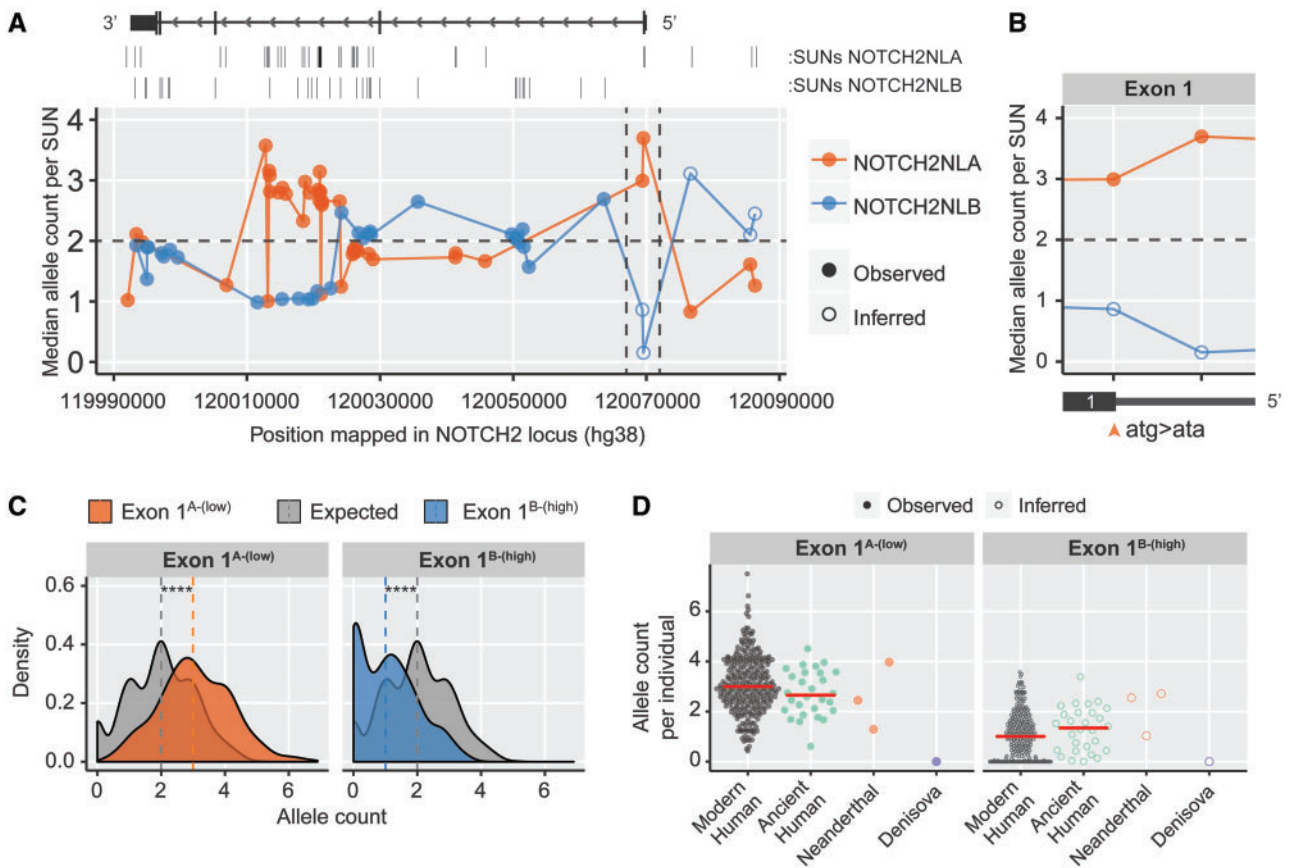 A
3’
5’
:SUNs NOTCH2NLA
:SUNs NOTCH2NLB
Median allele count per SUN
4
3
2
1
0
119990000 120010000 120030000 120050000 120070000 120090000
Position mapped in NOTCH2 locus (hg38)
NOTCH2NLA
NOTCH2NLB
Observed
Inferred
B
Exon 1
Median allele count per SUN
4
3
2
1
0
1
5’
atg>ata
C
Exon 1A-(low) Expected Exon 1B-(high)
Exon 1A-(low) Exon 1B-(high)
**** ****
Density
0.6
0.4
0.2
0.0
0 2 4 6 0 2 4 6
Allele count
D
Observed Inferred
Exon 1A-(low) Exon 1B-(high)
Allele count
per individual
6
4
2
0
Modern
Human
Ancient
Human
Neanderthal
Denisova
Modern
Human
Ancient
Human
Neanderthal
Denisova